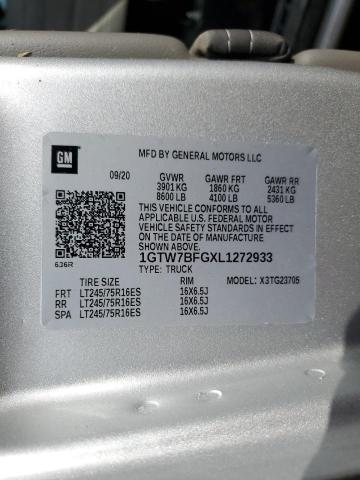 GM
MFD BY GENERAL MOTORS LLC
09/20 GVWR GAWR FRT GAWR RR
3901 KG 1860 KG 2431 KG
8600 LB 4100 LB 5360 LB
THIS VEHICLE CONFORMS TO ALL APPLICABLE
U.S. FEDERAL MOTOR
VEHICLE SAFETY STANDARDS IN EFFECT ON
THE DATE OF MANUFACTURE
SHOWN ABOVE.
636R
1GTW7BFGXL1272933
TYPE: TRUCK
TIRE SIZE RIM MODEL: X3TG23705
FRT LT245/75R16ES 16X6.5J
RR LT245/75R16ES 16X6.5J
SPA LT245/75R16ES 16X6.5J